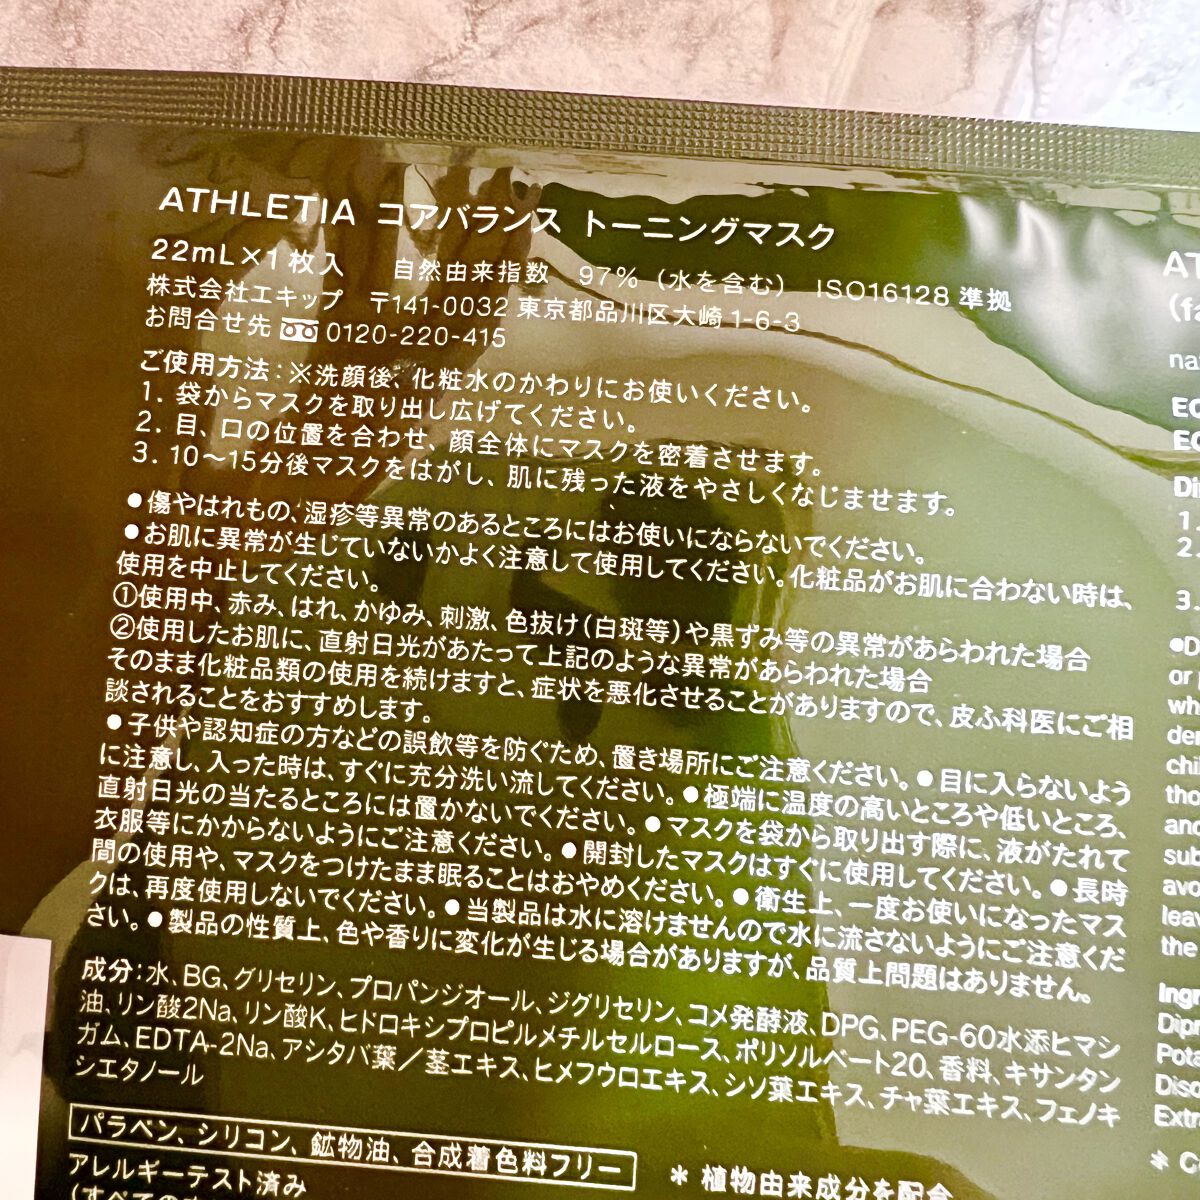 ATHLETIA コアバランス トーニングマスク
22mL×1枚入 自然由来指数 97%（水を含む） ISO16128準拠
株式会社エキップ 〒141-0032 東京都品川区大崎1-6-3
お問合せ先 0120-220-415
ご使用方法：※洗顔後、化粧水のかわりにお使いください。
1. 袋からマスクを取り出し広げてください。
2. 目、口の位置を合わせ、顔全体にマスクを密着させます。
3. 10〜15分後マスクをはがし、肌に残った液をやさしくなじませます。
●傷やはれもの、湿疹等異常のあるところにはお使いにならないでください。
●お肌に異常が生じていないかよく注意して使用してください。化粧品がお肌に合わない時は、
使用を中止してください。
①使用中、赤み、はれ、かゆみ、刺激、色抜け(白斑等)や黒ずみ等の異常があらわれた場合
②使用したお肌に、直射日光があたって上記のような異常があらわれた場合
そのまま化粧品類の使用を続けますと、症状を悪化させることがありますので、皮ふ科医にご相
談されることをおすすめします。
●子供や認知症の方などの誤飲等を防ぐため、置き場所にご注意ください。●目に入らないよう
に注意し、入った時は、すぐに充分洗い流してください。●極端に温度の高いところや低いところ、
直射日光の当たるところには置かないでください。●マスクを袋から取り出す際に、液がたれて
衣服等にかからないようにご注意ください。●開封したマスクはすぐに使用してください。●長時
間の使用や、マスクをつけたまま眠ることはおやめください。●衛生上、一度お使いになったマス
クは、再度使用しないでください。●当製品は水に溶けませんので水に流さないようにご注意くだ
さい。●製品の性質上、色や香りに変化が生じる場合がありますが、品質上問題はありません。
成分：水、BG、グリセリン、プロパンジオール、ジグリセリン、コメ発酵液、DPG、PEG-60水添ヒマシ
油、リン酸2Na、リン酸K、ヒドロキシプロピルメチルセルロース、ポリソルベート20、香料、キサンタン
ガム、EDTA-2Na、アシタバ葉／茎エキス、ヒメフウロエキス、シソ葉エキス、チャ葉エキス、フェノキ
シエタノール
パラベン、シリコン、鉱物油、合成着色料フリー
アレルギーテスト済み
＊植物由来成分を配合
AT
(fa
na
Di
1
2
3
●D
or
wh
der
chi
tho
and
sub
avo
lea
the
Ing
Dip
Pota
Diso
Extra